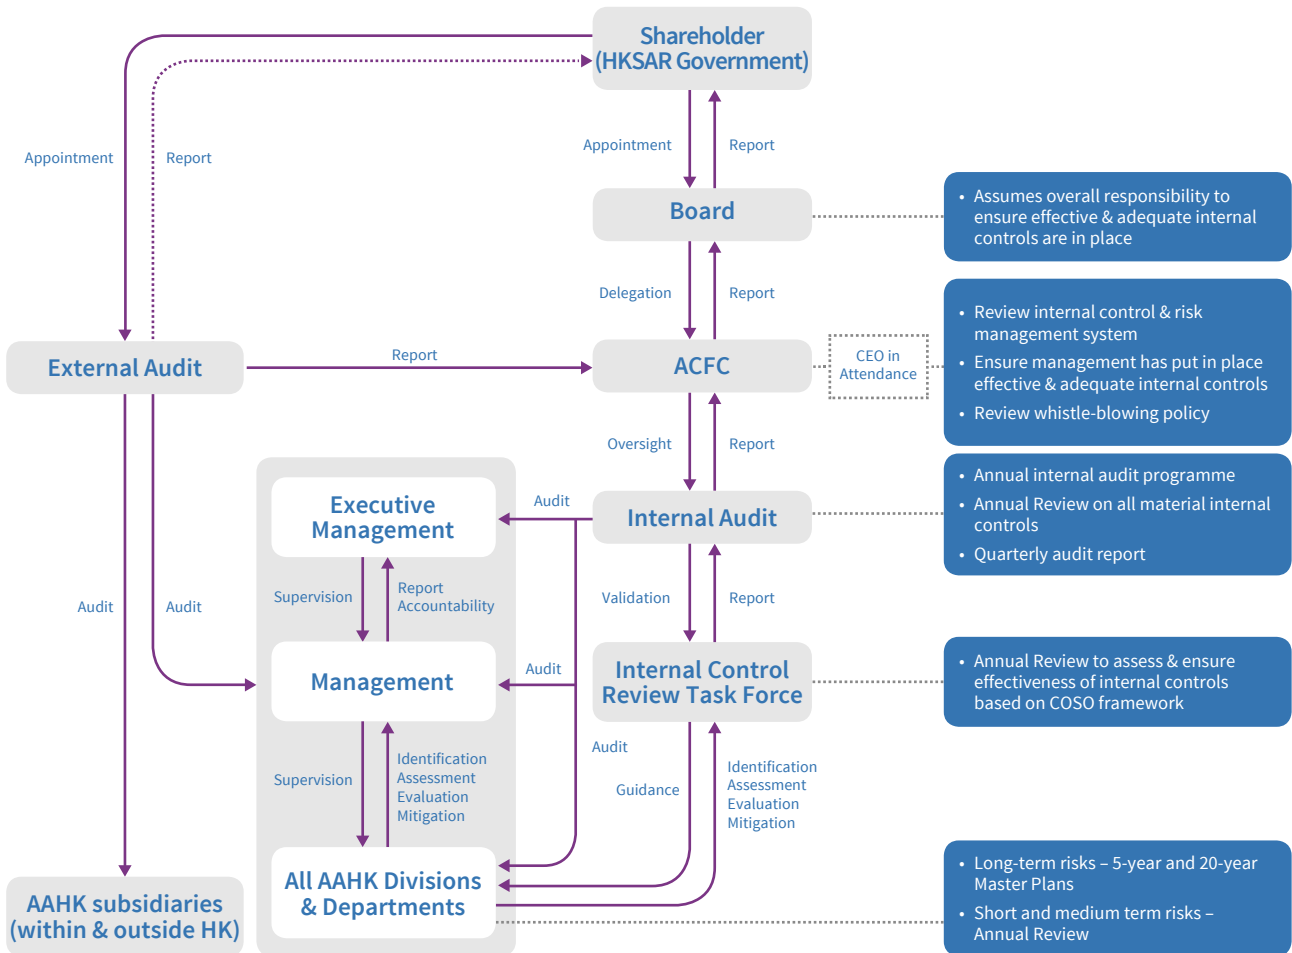 Shareholder
(HKSAR Government)
Appointment
Report
Appointment
Report
Board
• Assumes overall responsibility to
ensure effective & adequate internal
controls are in place
Delegation
Report
External Audit
Report
ACFC
CEO in
Attendance
• Review internal control & risk
management system
• Ensure management has put in place
effective & adequate internal controls
• Review whistle-blowing policy
Oversight
Report
Executive
Management
Audit
Internal Audit
• Annual internal audit programme
• Annual Review on all material internal
controls
• Quarterly audit report
Audit
Audit
Supervision
Report
Accountability
Validation
Report
Management
Audit
Internal Control
Review Task Force
• Annual Review to assess & ensure
effectiveness of internal controls
based on COSO framework
Supervision
Identification
Assessment
Evaluation
Mitigation
Audit
Guidance
Identification
Assessment
Evaluation
Mitigation
AAHK subsidiaries
(within & outside HK)
All AAHK Divisions
& Departments
• Long-term risks – 5-year and 20-year
Master Plans
• Short and medium term risks –
Annual Review